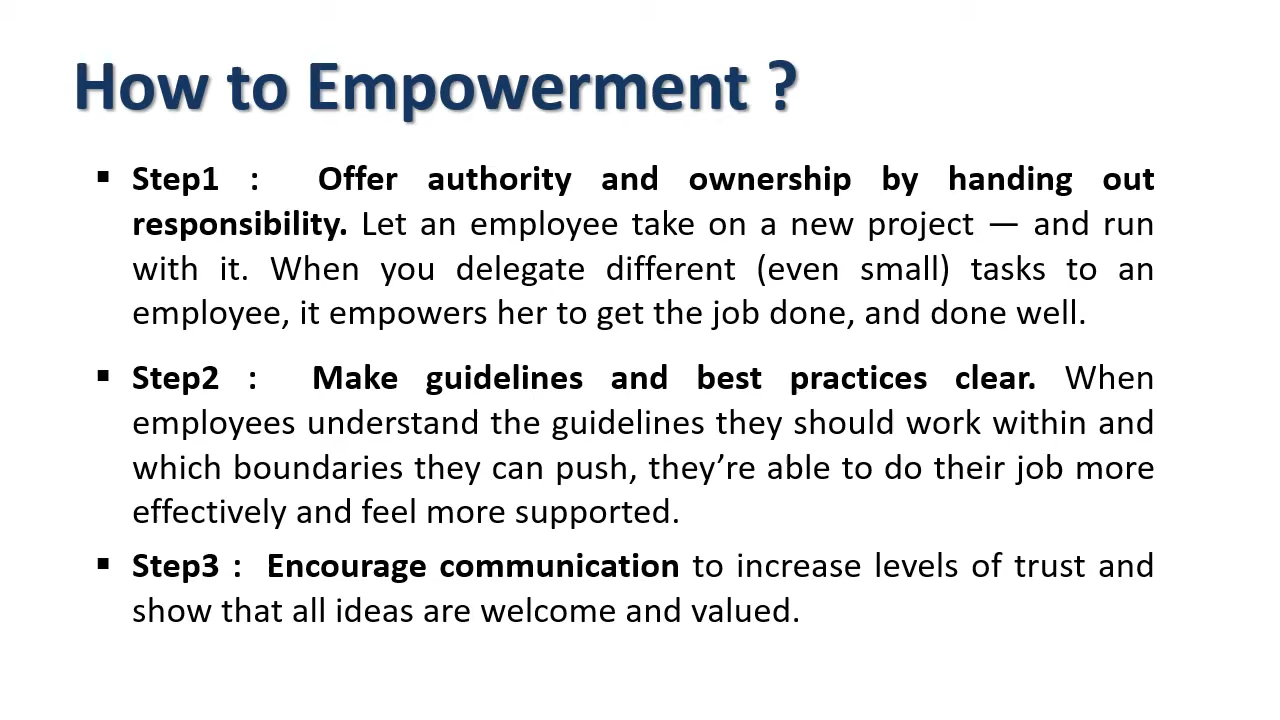 How to Empowerment ?
▪ Step1 : Offer authority and ownership by handing out
responsibility. Let an employee take on a new project — and run
with it. When you delegate different (even small) tasks to an
employee, it empowers her to get the job done, and done well.
▪ Step2 : Make guidelines and best practices clear. When
employees understand the guidelines they should work within and
which boundaries they can push, they’re able to do their job more
effectively and feel more supported.
▪ Step3 : Encourage communication to increase levels of trust and
show that all ideas are welcome and valued.